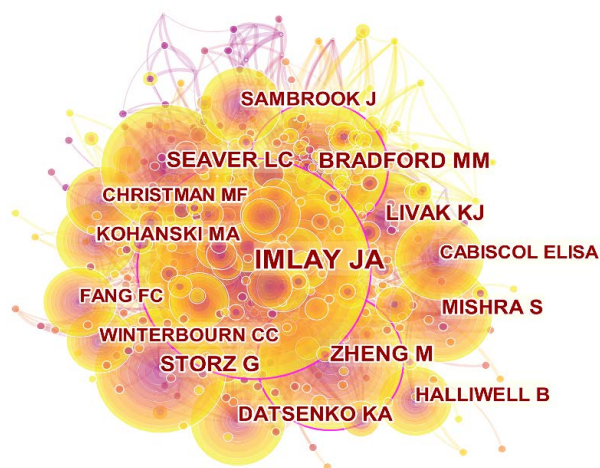 SAMBROOK J
SEAVER LC
BRADFORD MM
CHRISTMAN MF
LIVAK KJ
KOHANSKI MA
CABISCOL ELISA
IMLAY JA
FANG FC
MISHRA S
WINTERBOURN CC
ZHENG M
STORZ G
HALLIWELL B
DATSENKO KA